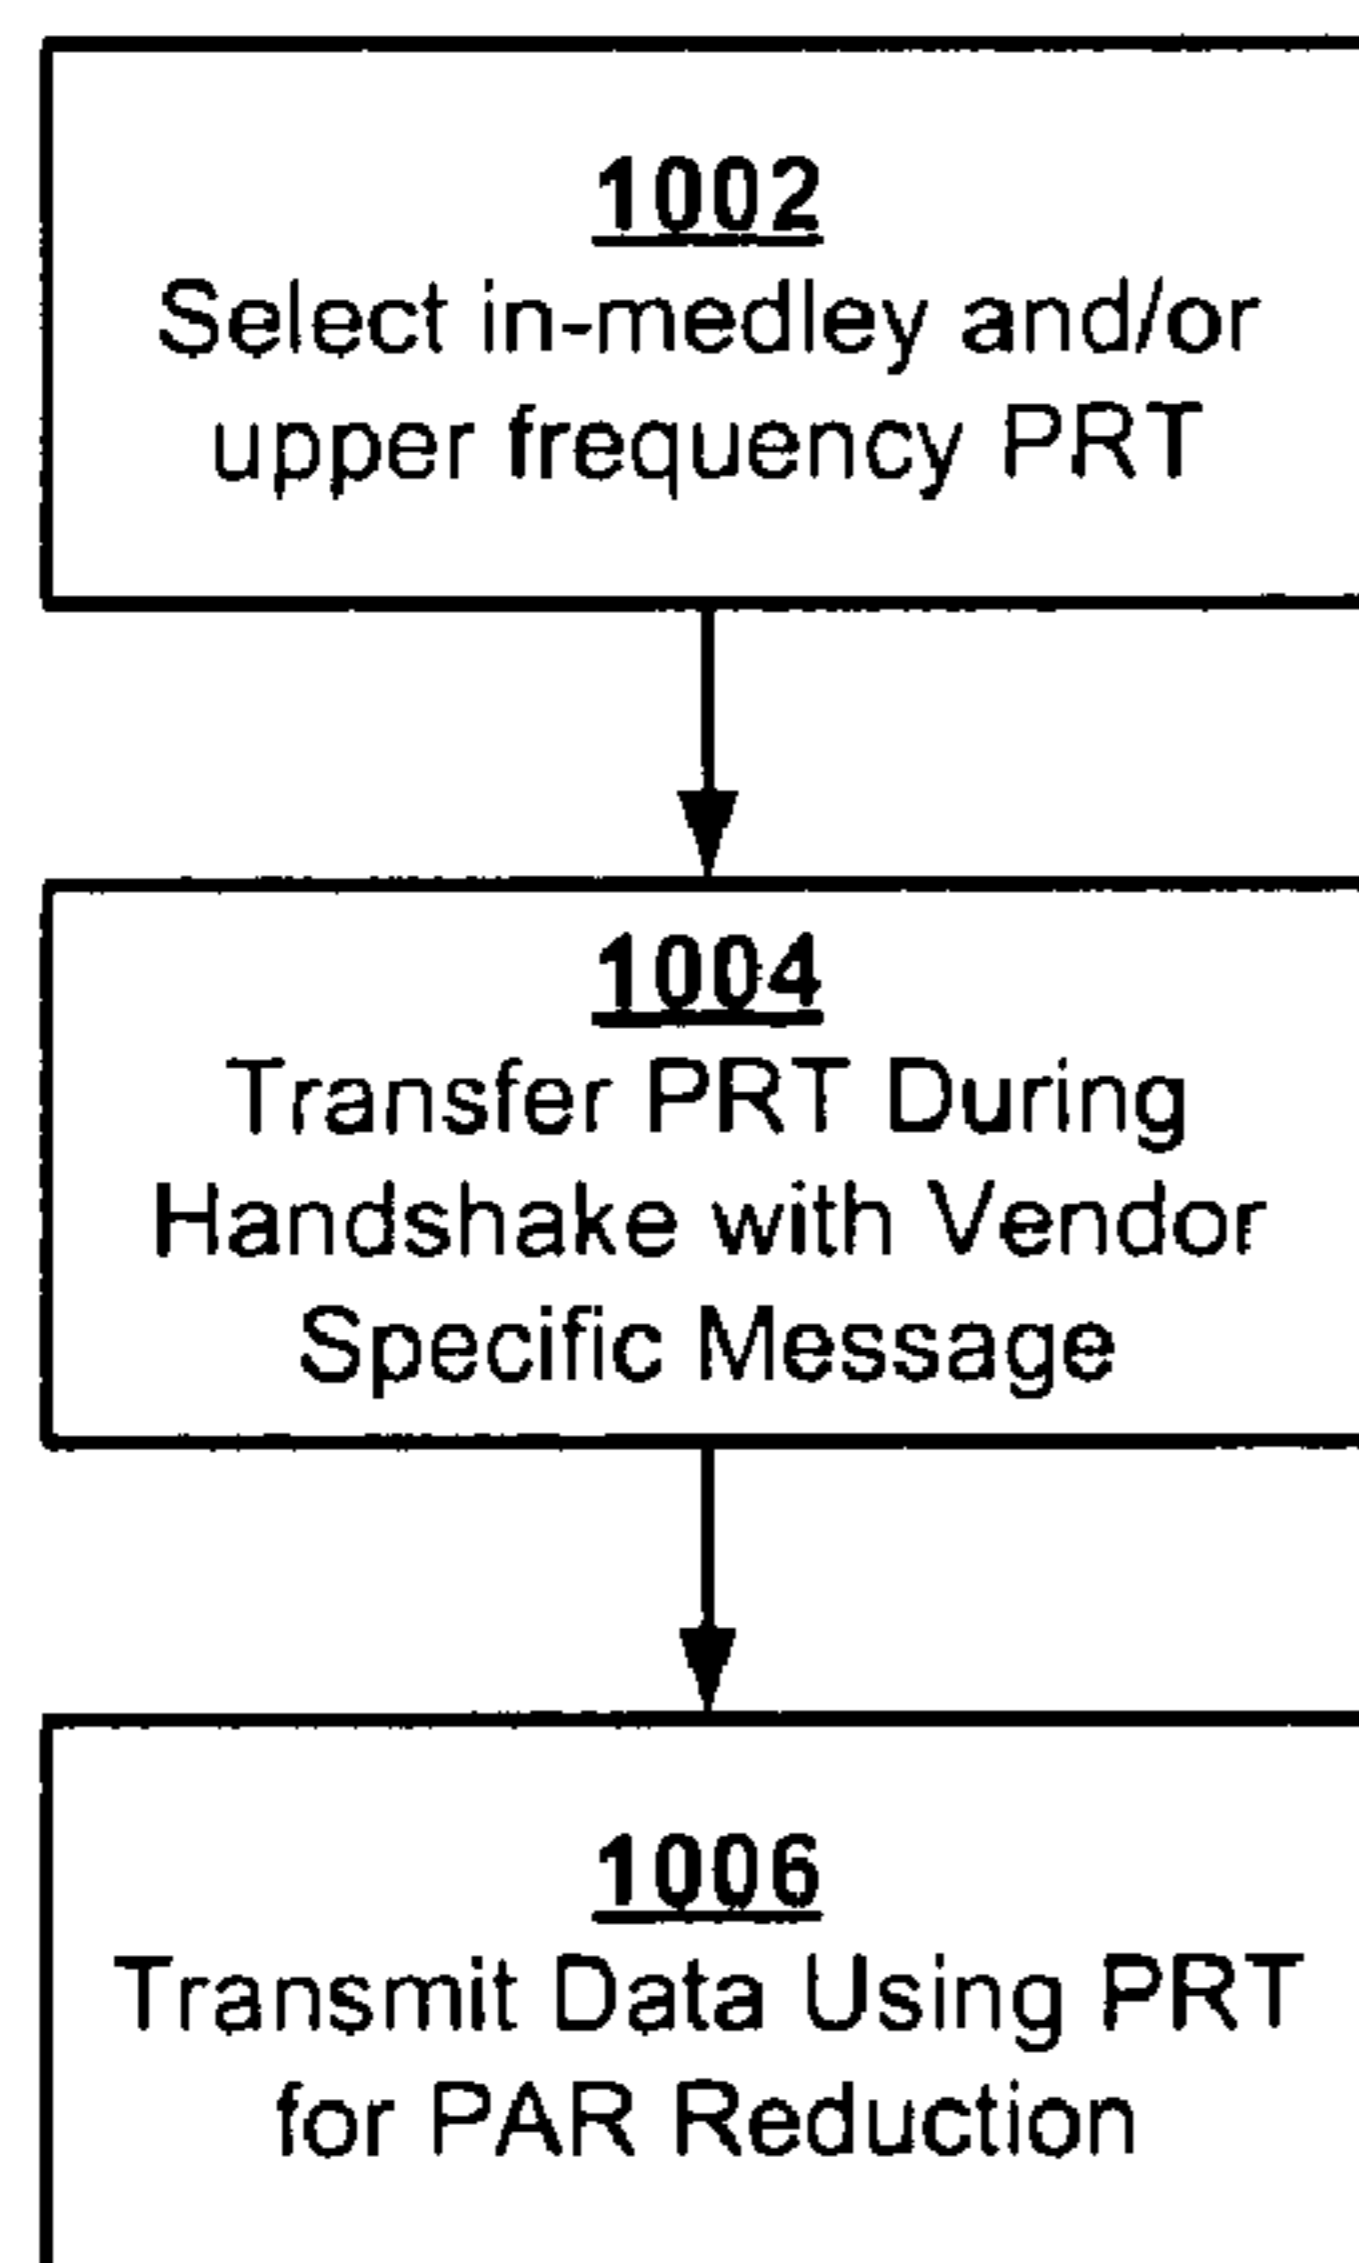 1002
Select in-medley and/or
upper frequency PRT
1004
Transfer PRT During
Handshake with Vendor
Specific Message
1006
Transmit Data Using PRT
for PAR Reduction